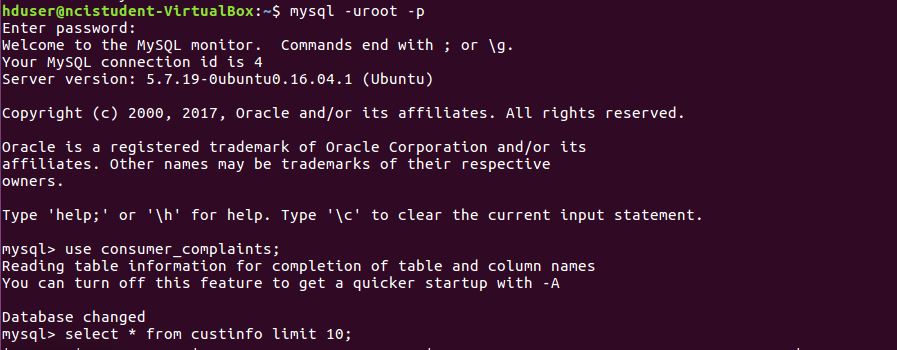 hduser@ncistudent-VirtualBox:~$ mysql -uroot -p
Enter password:
Welcome to the MySQL monitor.  Commands end with ; or \g.
Your MySQL connection id is 4
Server version: 5.7.19-0ubuntu0.16.04.1 (Ubuntu)
Copyright (c) 2000, 2017, Oracle and/or its affiliates. All rights reserved.
Oracle is a registered trademark of Oracle Corporation and/or its
affiliates. Other names may be trademarks of their respective
owners.
Type 'help;' or '\h' for help. Type '\c' to clear the current input statement.
mysql> use consumer_complaints;
Reading table information for completion of table and column names
You can turn off this feature to get a quicker startup with -A
Database changed
mysql> select * from custinfo limit 10;